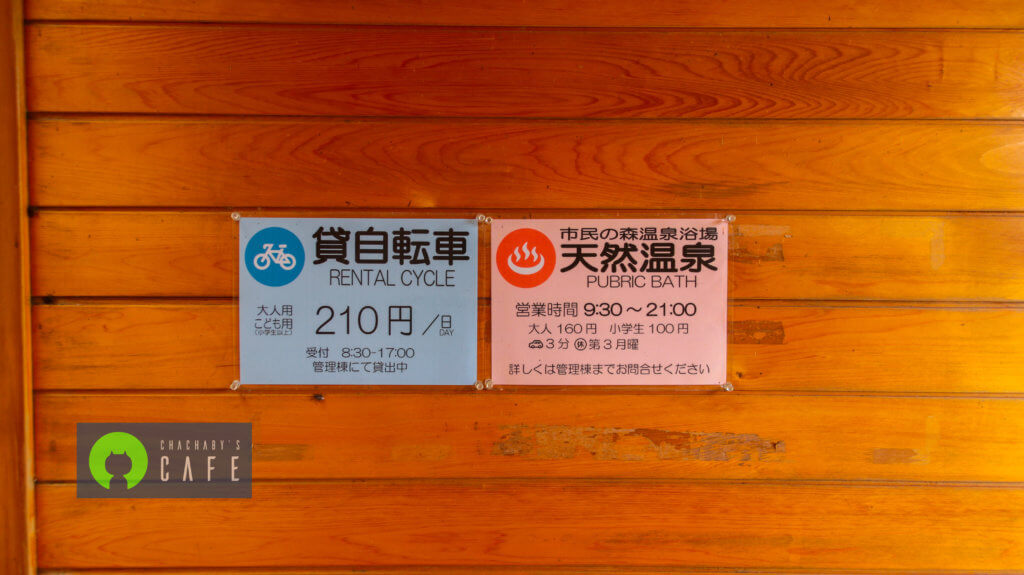 貸自転車
RENTAL CYCLE
大人用
こども用
(小学生以上)
210円/日
DAY
受付 8:30-17:00
管理棟にて貸出中
市民の森温泉浴場
天然温泉
PUBRIC BATH
営業時間 9:30～21:00
大人160円 小学生100円
3分 休 第3月曜
詳しくは管理棟までお問合せください
CHACHABY'S
CAFE